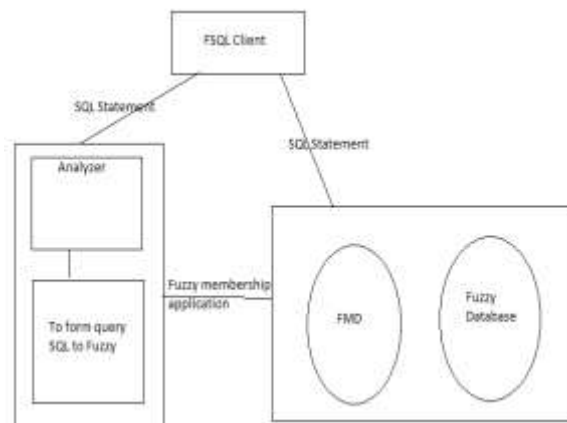 FSQL Client
SQL Statement
SQL Statement
Analyzer
Fuzzy membership
application
To form query
SQL to Fuzzy
FMD
Fuzzy
Database